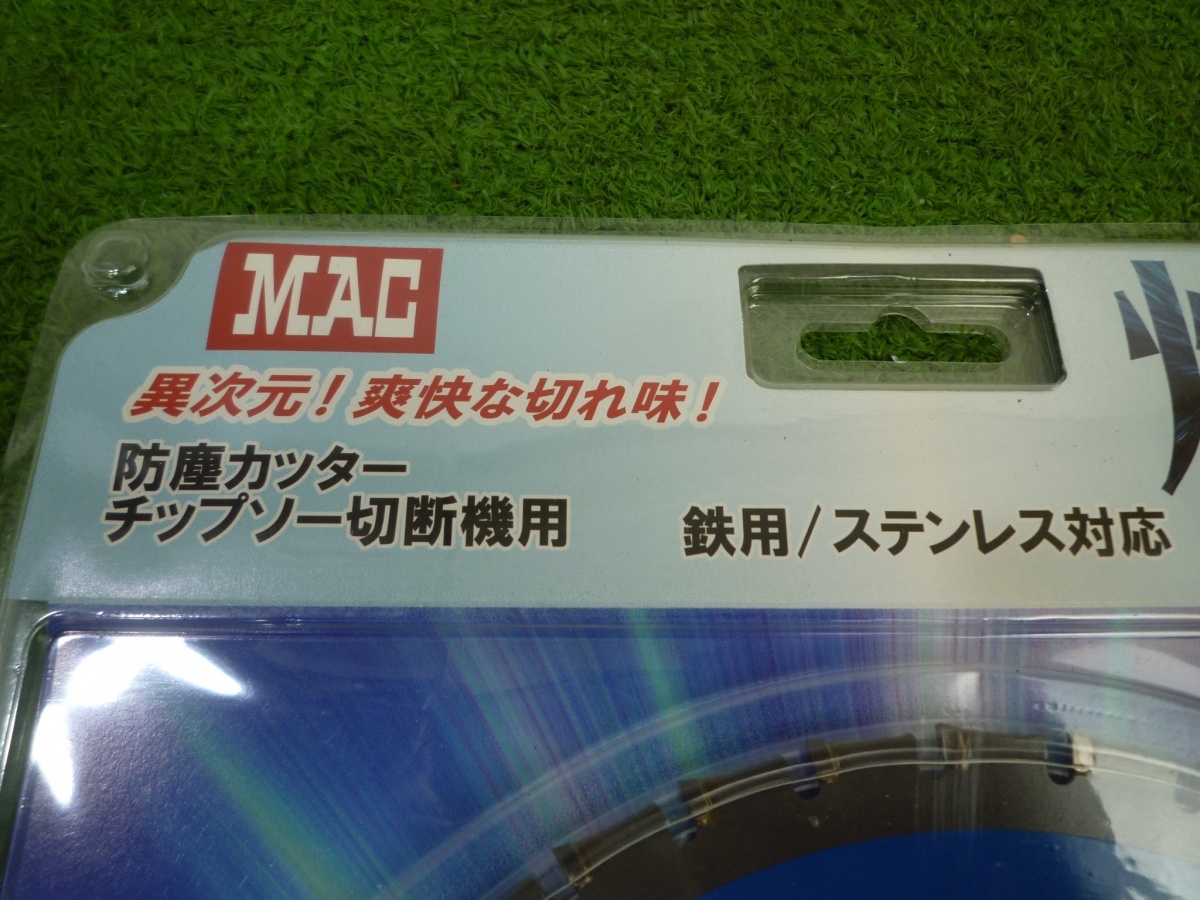 MAC
異次元！爽快な切れ味！
防塵カッター
チップソー切断機用
鉄用/ステンレス対応